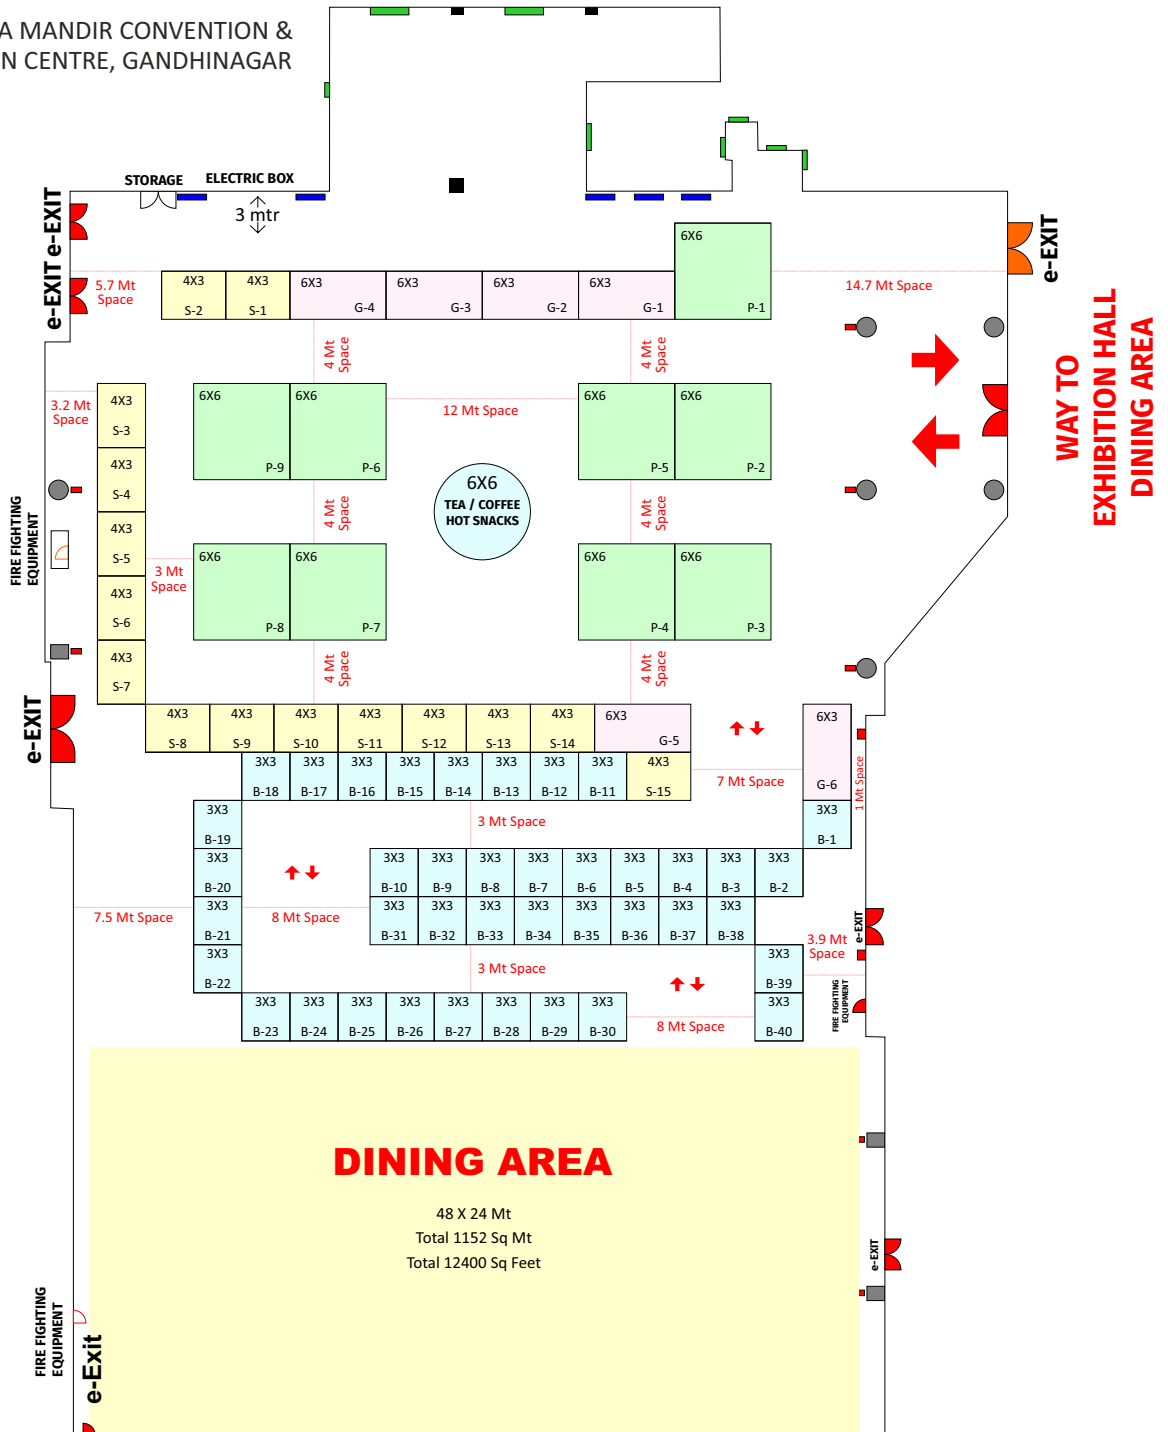 A MANDIR CONVENTION &
N CENTRE, GANDHINAGAR
STORAGE
ELECTRIC BOX
3 mtr
e-EXIT
e-EXIT
e-EXIT
5.7 Mt
Space
4X3
S-2
4X3
S-1
6X3
G-4
6X3
G-3
6X3
G-2
6X3
G-1
6X6
P-1
14.7 Mt Space
WAY TO
EXHIBITION HALL
DINING AREA
4 Mt
Space
4 Mt
Space
3.2 Mt
Space
4X3
S-3
4X3
S-4
4X3
S-5
4X3
S-6
4X3
S-7
6X6
P-9
6X6
P-6
12 Mt Space
6X6
P-5
6X6
P-2
6X6
TEA / COFFEE
HOT SNACKS
4 Mt
Space
4 Mt
Space
FIRE FIGHTING
EQUIPMENT
3 Mt
Space
6X6
P-8
6X6
P-7
6X6
P-4
6X6
P-3
4 Mt
Space
4 Mt
Space
e-EXIT
4X3
S-8
4X3
S-9
4X3
S-10
4X3
S-11
4X3
S-12
4X3
S-13
4X3
S-14
6X3
G-5
6X3
G-6
3X3
B-18
3X3
B-17
3X3
B-16
3X3
B-15
3X3
B-14
3X3
B-13
3X3
B-12
3X3
B-11
4X3
S-15
7 Mt Space
1 Mt Space
3X3
B-19
3 Mt Space
3X3
B-1
3X3
B-20
3X3
B-10
3X3
B-9
3X3
B-8
3X3
B-7
3X3
B-6
3X3
B-5
3X3
B-4
3X3
B-3
3X3
B-2
7.5 Mt Space
3X3
B-21
8 Mt Space
3X3
B-31
3X3
B-32
3X3
B-33
3X3
B-34
3X3
B-35
3X3
B-36
3X3
B-37
3X3
B-38
e-EXIT
3.9 Mt
Space
3X3
B-22
3 Mt Space
3X3
B-39
FIRE FIGHTING
EQUIPMENT
3X3
B-23
3X3
B-24
3X3
B-25
3X3
B-26
3X3
B-27
3X3
B-28
3X3
B-29
3X3
B-30
8 Mt Space
3X3
B-40
DINING AREA
48 X 24 Mt
Total 1152 Sq Mt
Total 12400 Sq Feet
e-EXIT
FIRE FIGHTING
EQUIPMENT
e-Exit